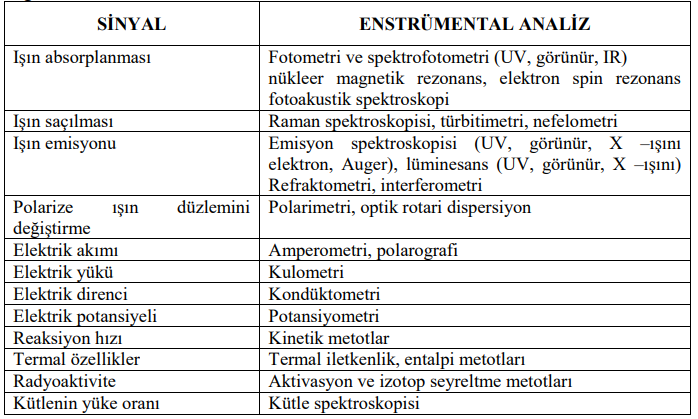 SİNYAL ENSTRÜMENTAL ANALİZ
Işın absorplanması Fotometri ve spektrofotometri (UV, görünür, IR)
nükleer magnetik rezonans, elektron spin rezonans
fotoakustik spektroskopi
Işın saçılması Raman spektroskopisi, türbitimetri, nefelometri
Işın emisyonu Emisyon spektroskopisi (UV, görünür, X –ışını
elektron, Auger), lüminesans (UV, görünür, X –ışını)
Refraktometri, interferometri
Polarize ışın düzlemini Polarimetri, optik rotari dispersiyon
değiştirme
Elektrik akımı Amperometri, polarografi
Elektrik yükü Kulometri
Elektrik direnci Kondüktometri
Elektrik potansiyeli Potansiyometri
Reaksiyon hızı Kinetik metotlar
Termal özellikler Termal iletkenlik, entalpi metotları
Radyoaktivite Aktivasyon ve izotop seyreltme metotları
Kütlenin yüke oranı Kütle spektroskopisi